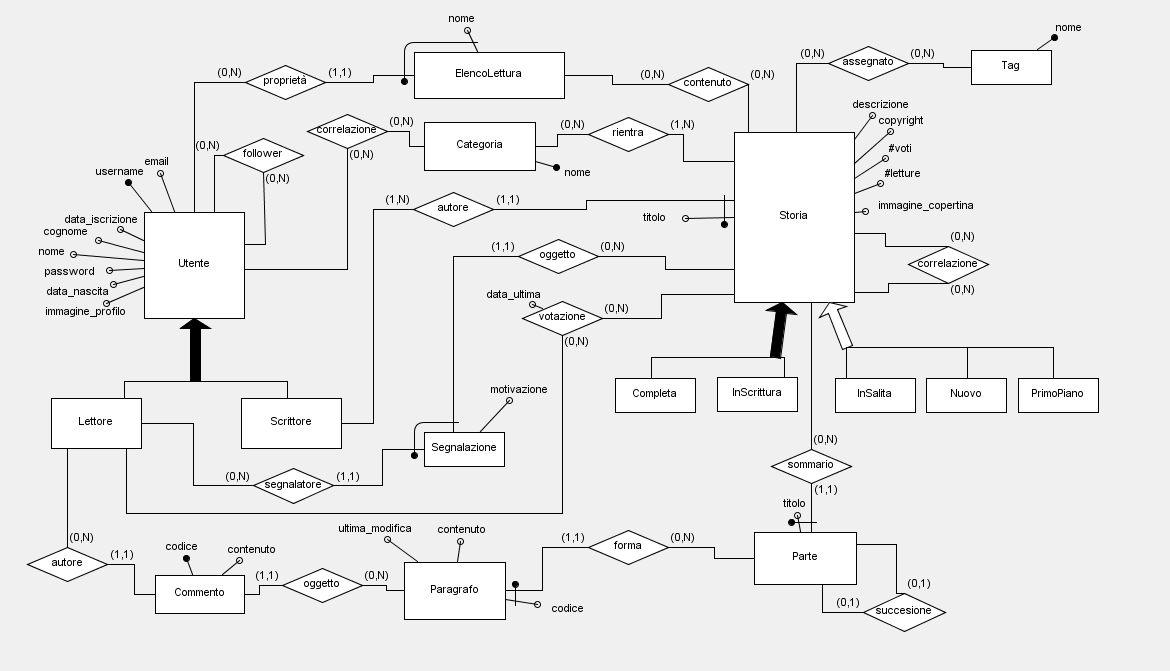 nome
nome
(0,N)
(1,1)
proprietà
ElencoLettura
(0,N)
(0,N)
contenuto
(0,N)
(0,N)
assegnato
Tag
descrizione
copyright
#voti
#letture
immagine_copertina
(0,N)
correlazione
(0,N)
Categoria
nome
(0,N)
(1,N)
rientra
(0,N)
follower
(0,N)
email
username
data_iscrizione
cognome
nome
password
data_nascita
immagine_profilo
Utente
(1,N)
(1,1)
autore
titolo
Storia
(0,N)
correlazione
(0,N)
(1,1)
(0,N)
oggetto
data_ultima
(0,N)
votazione
(0,N)
Completa
InScrittura
InSalita
Nuovo
PrimoPiano
motivazione
Lettore
Scrittore
Segnalazione
(0,N)
(1,1)
segnalatore
(0,N)
sommario
(1,1)
titolo
(0,N)
autore
(1,1)
codice
contenuto
Commento
(1,1)
(0,N)
oggetto
ultima_modifica
contenuto
Paragrafo
codice
(1,1)
(0,N)
forma
Parte
(0,1)
(0,1)
succesione